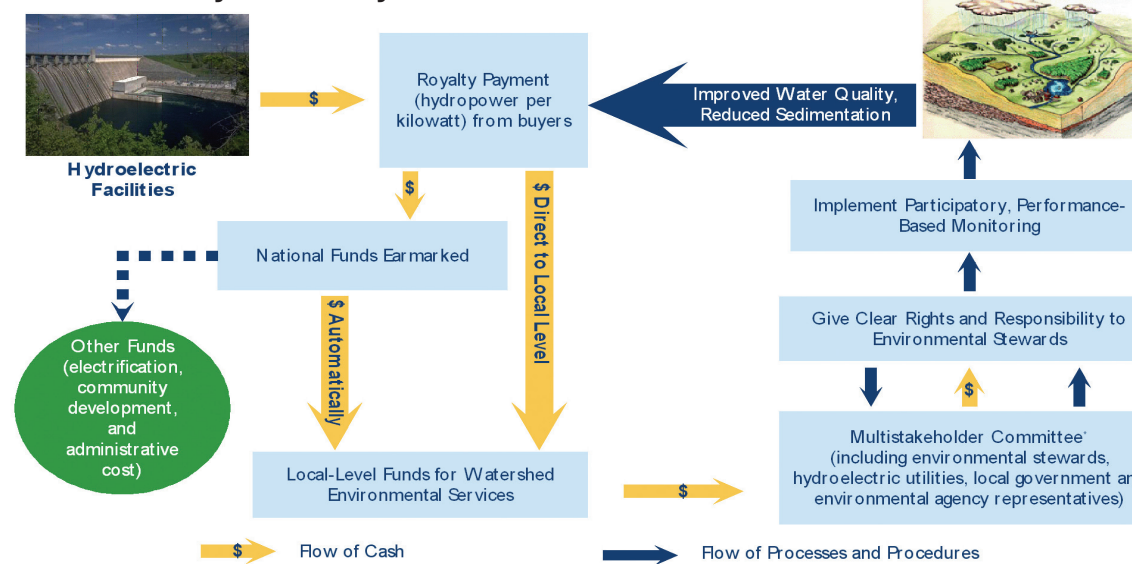 Royalty Payment
(hydropower per
kilowatt) from buyers
$
Improved Water Quality,
Reduced Sedimentation
Hydroelectric
Facilities
$
$ Direct to Local Level
Implement Participatory, Performance-
Based Monitoring
National Funds Earmarked
$ Automatically
Give Clear Rights and Responsibility to
Environmental Stewards
Other Funds
(electrification,
community
development,
and
administrative
cost)
$
Multistakeholder Committee*
(including environmental stewards,
hydroelectric utilities, local government
environmental agency representatives)
Local-Level Funds for Watershed
Environmental Services
$
$ Flow of Cash
Flow of Processes and Procedures